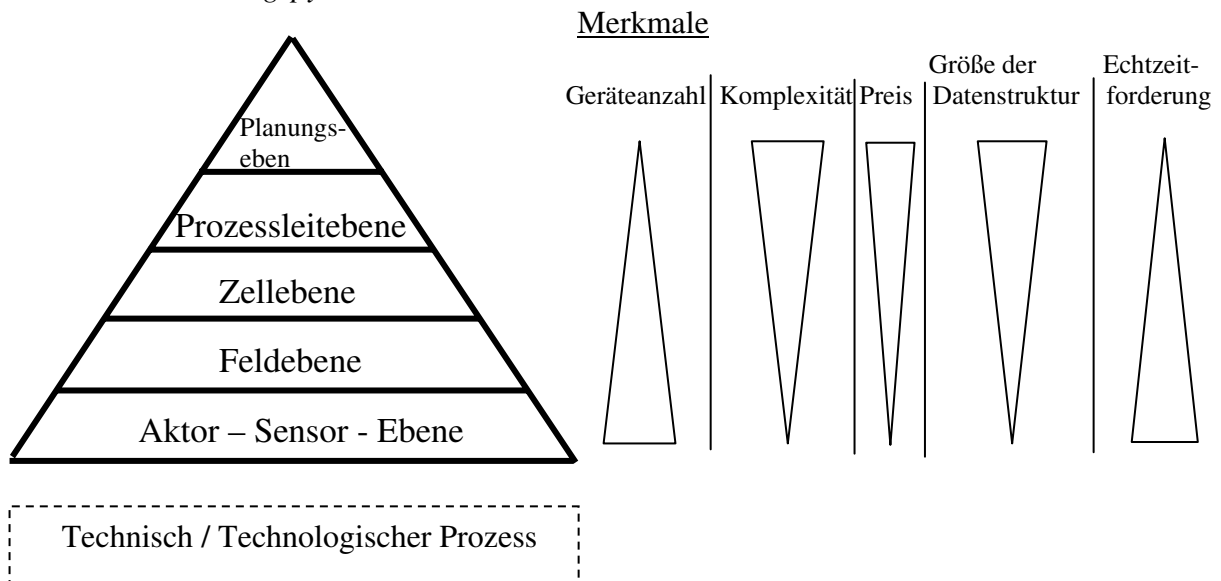 Merkmale
Geräteanzahl
Komplexität
Preis
Größe der
Datenstruktur
Echtzeit-
forderung
Planungs-
eben
Prozessleitebene
Zellebene
Feldebene
Aktor – Sensor - Ebene
Technisch / Technologischer Prozess